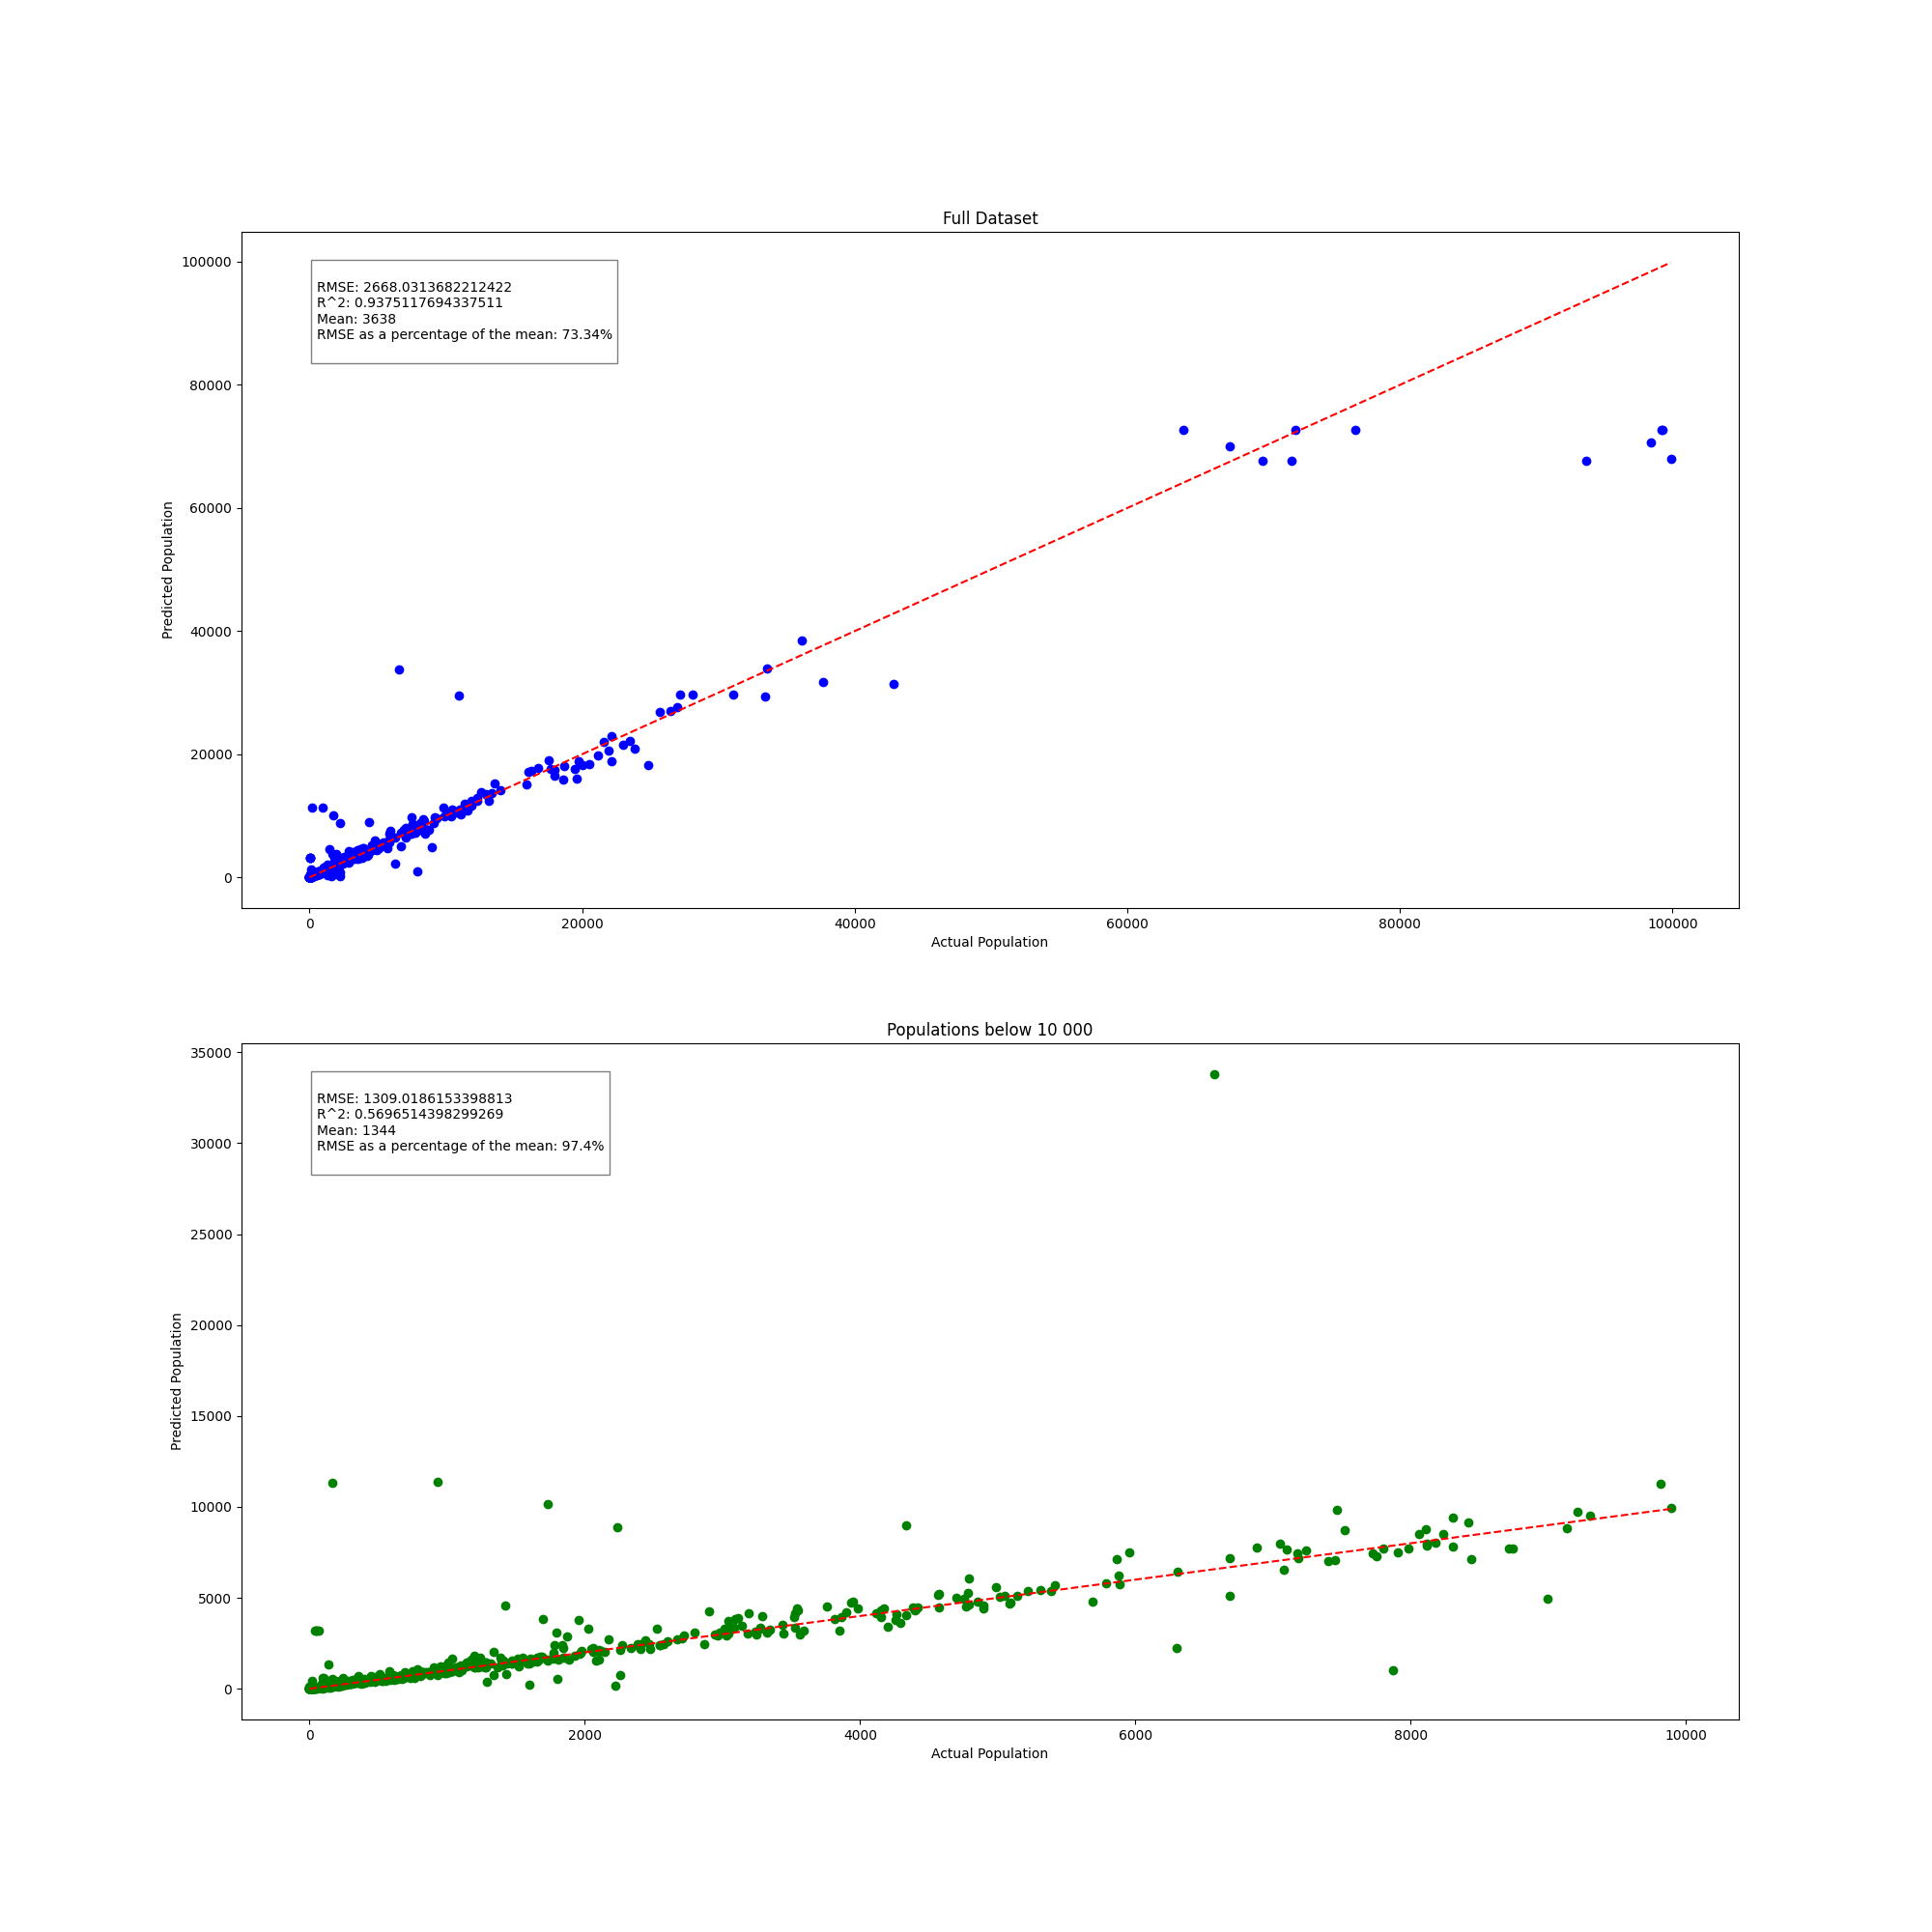 Full Dataset
100000
80000
60000
40000
20000
0
Predicted Population
RMSE: 2668.0313682212422
R^2: 0.9375117694337511
Mean: 3638
RMSE as a percentage of the mean: 73.34%
0 20000 40000 60000 80000 100000
Actual Population
Populations below 10 000
35000
30000
25000
20000
15000
10000
5000
0
Predicted Population
RMSE: 1309.0186153398813
R^2: 0.5696514398299269
Mean: 1344
RMSE as a percentage of the mean: 97.4%
0 2000 4000 6000 8000 10000
Actual Population